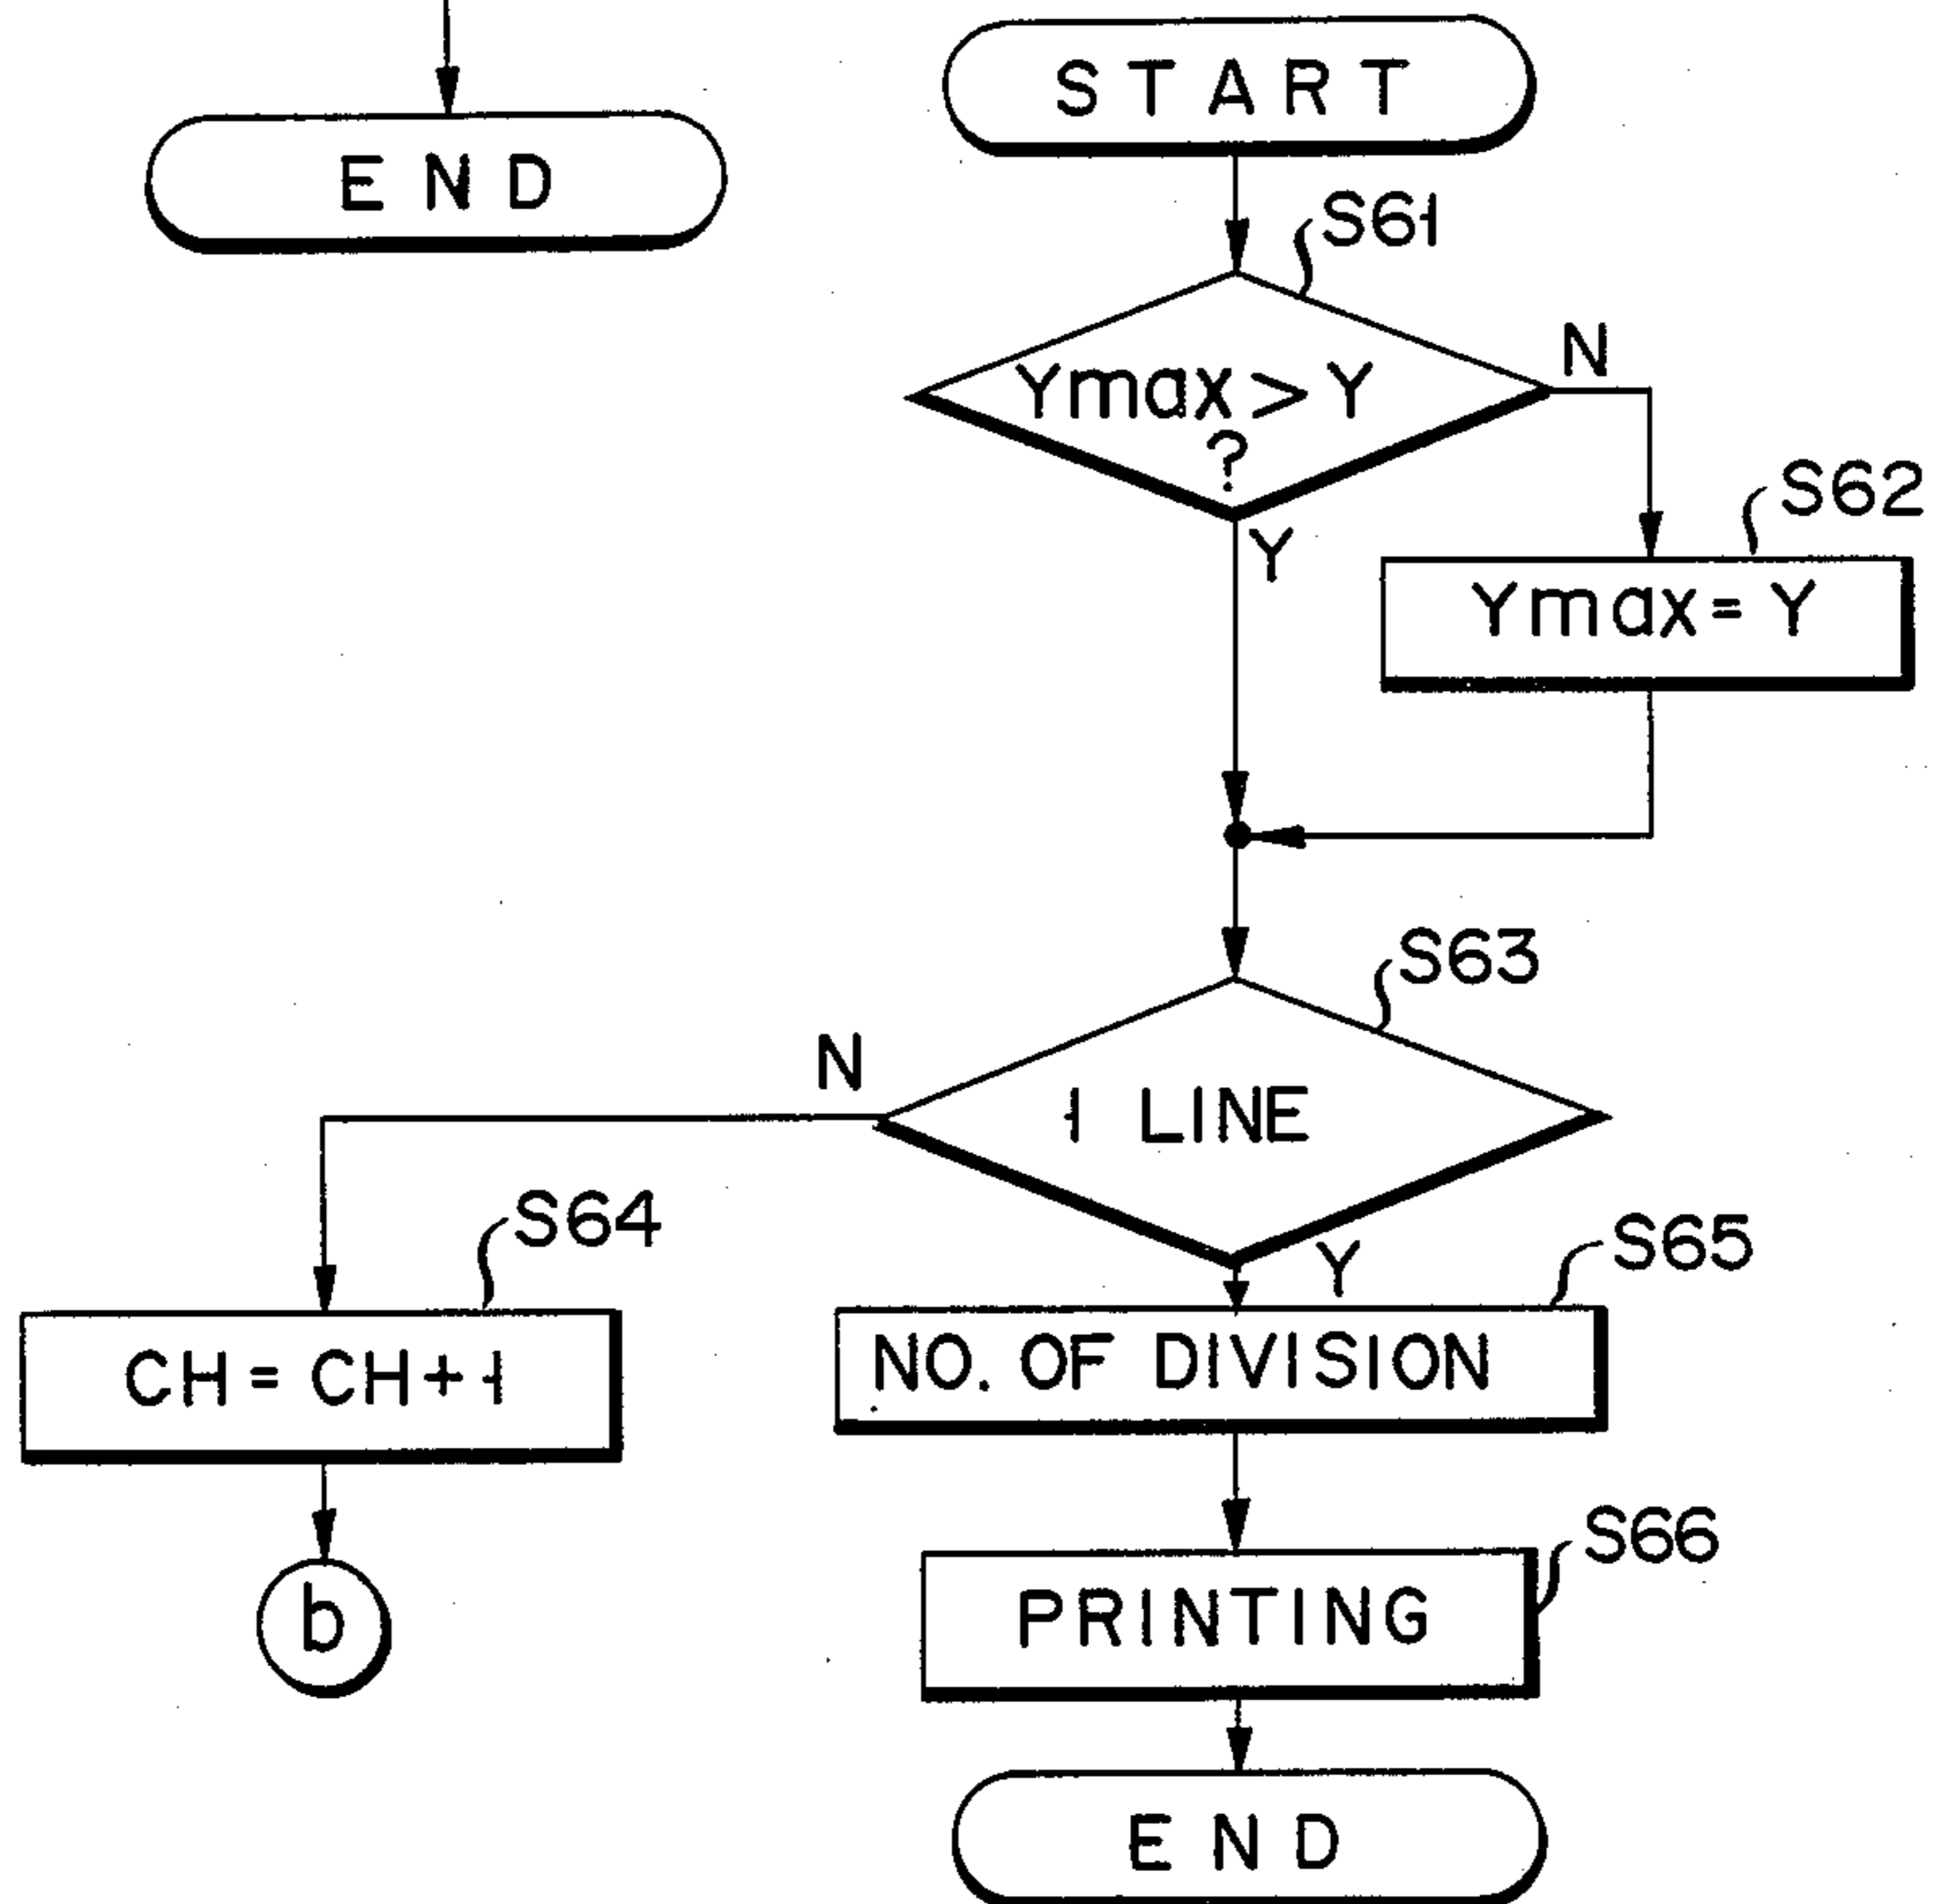 END
START
S61
Ymax>Y
?
N
Y
S62
Ymax=Y
S63
N
1 LINE
Y
S64
CH=CH+1
b
S65
NO. OF DIVISION
S66
PRINTING
END